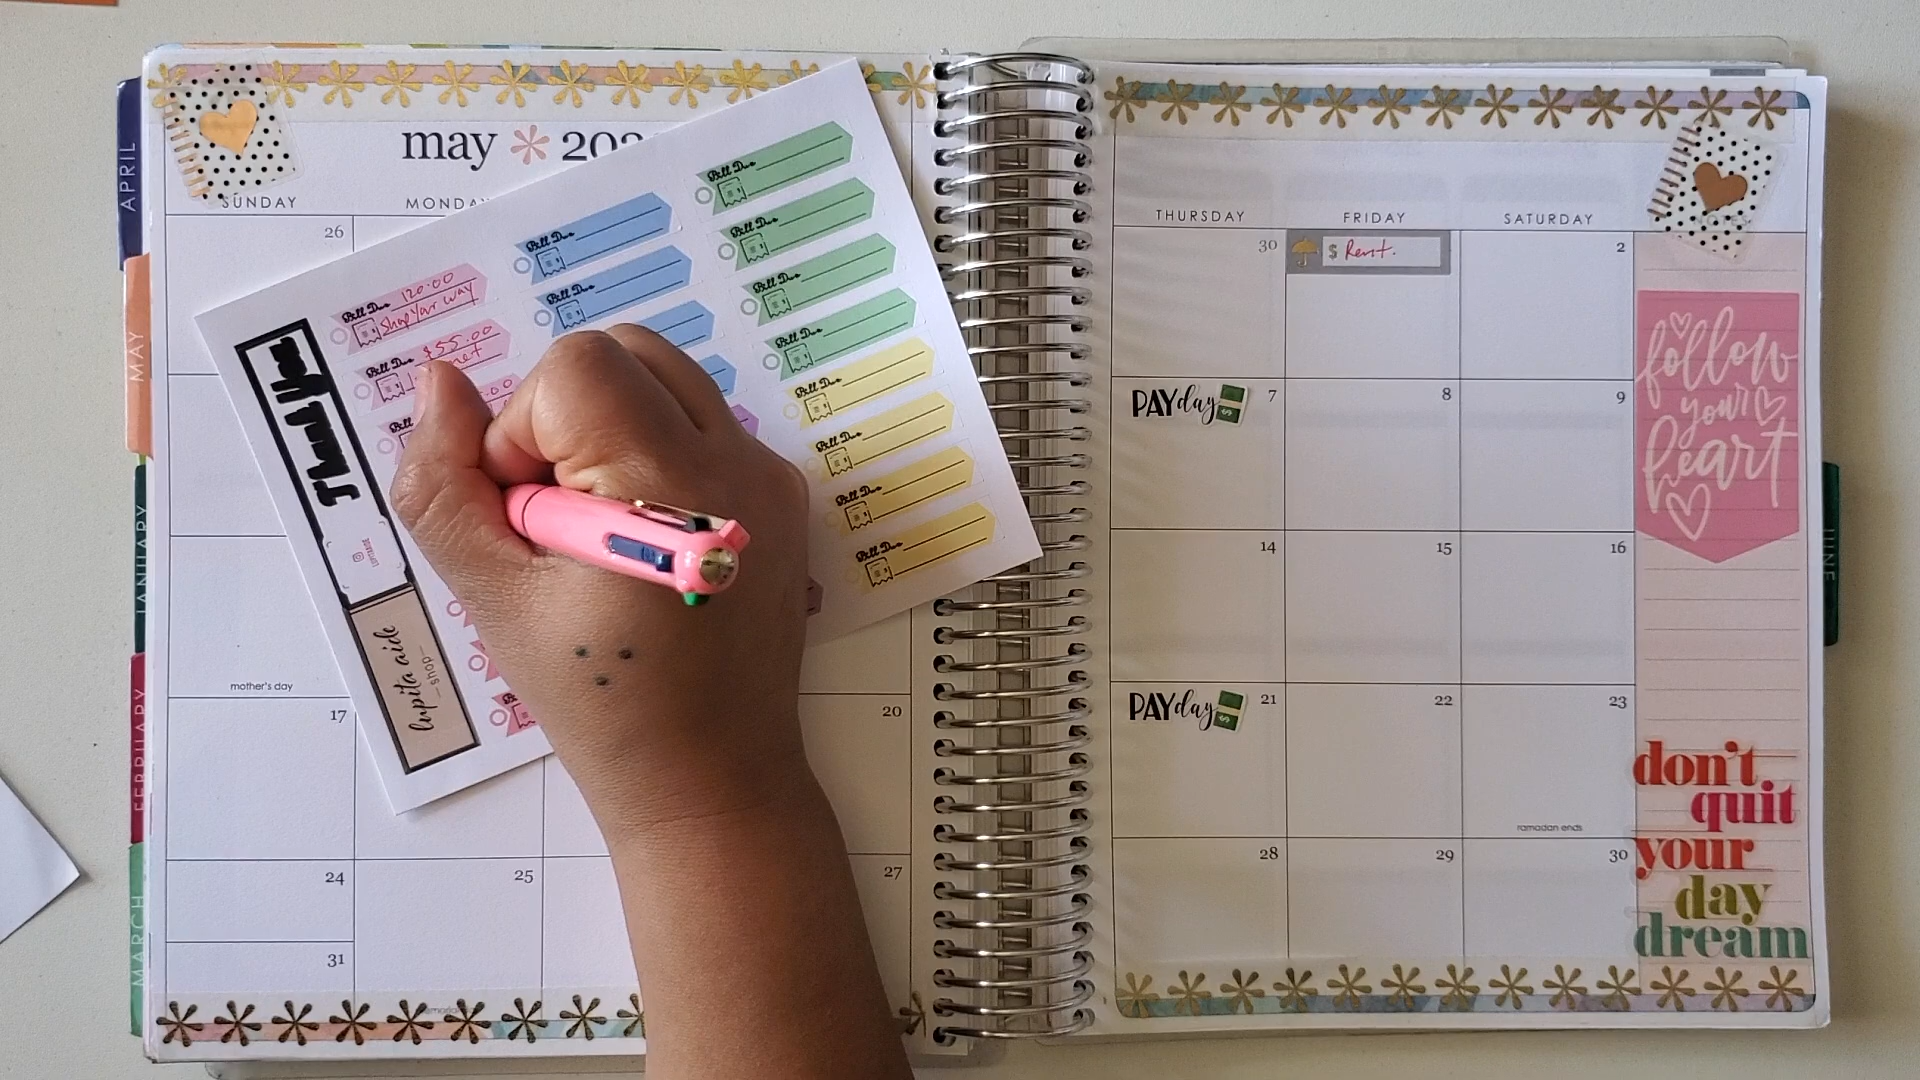 APRIL
MAY
JANUARY
FEBRUARY
MARCH
JUNE
may
SUNDAY
MONDAY
26
mother's day
17
20
24
25
27
31
Thank You
lupita aide
shop
Bill Due 120.00
Shop Your Way
Bill Due $55.00
Bill
Bill Due
Bill Due
Bill Due
Bill Due
Bill Due
Bill Due
Bill Due
Bill Due
Bill Due
Bill Due
THURSDAY
FRIDAY
SATURDAY
30
$ Rent.
2
PAYday
7
8
9
14
15
16
PAYday
21
22
23
ramadan ends
28
29
30
follow
your
heart
don't
quit
your
day
dream